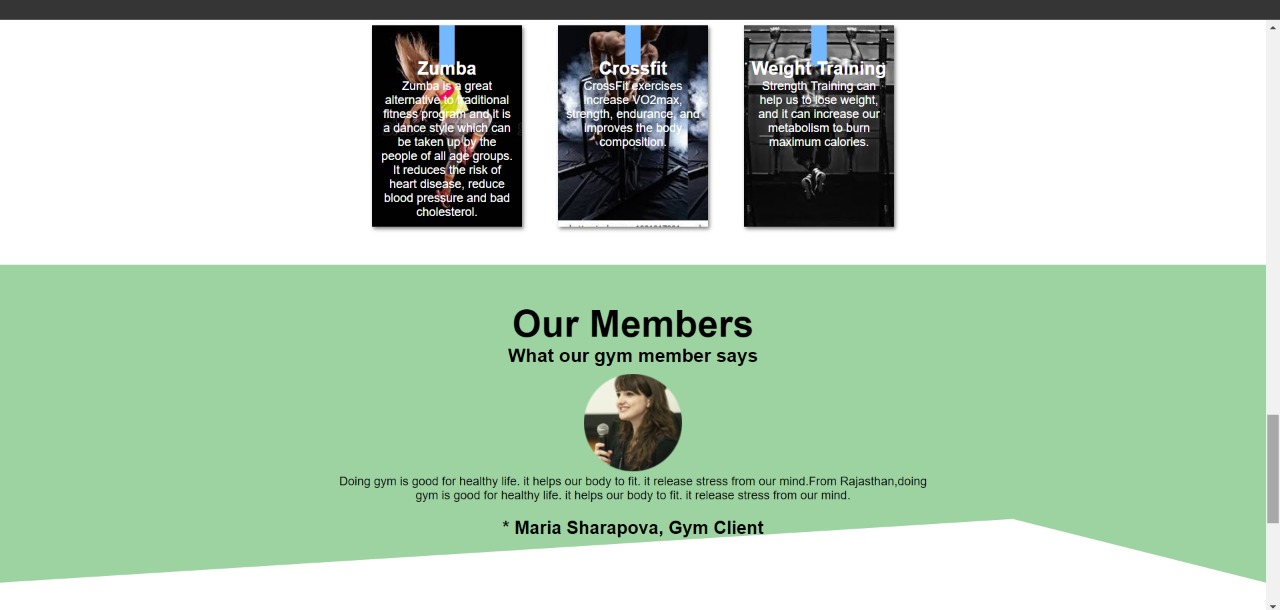 Zumba
Zumba is a great
alternative to traditional
fitness program and it is
a dance style which can
be taken up by the
people of all age groups.
It reduces the risk of
heart disease, reduce
blood pressure and bad
cholesterol.
Crossfit
CrossFit exercises
increase VO2max,
strength, endurance, and
improves the body
composition.
Weight Training
Strength Training can
help us to lose weight,
and it can increase our
metabolism to burn
maximum calories.
Our Members
What our gym member says
Doing gym is good for healthy life. it helps our body to fit. it release stress from our mind.From Rajasthan,doing
gym is good for healthy life. it helps our body to fit. it release stress from our mind.
* Maria Sharapova, Gym Client